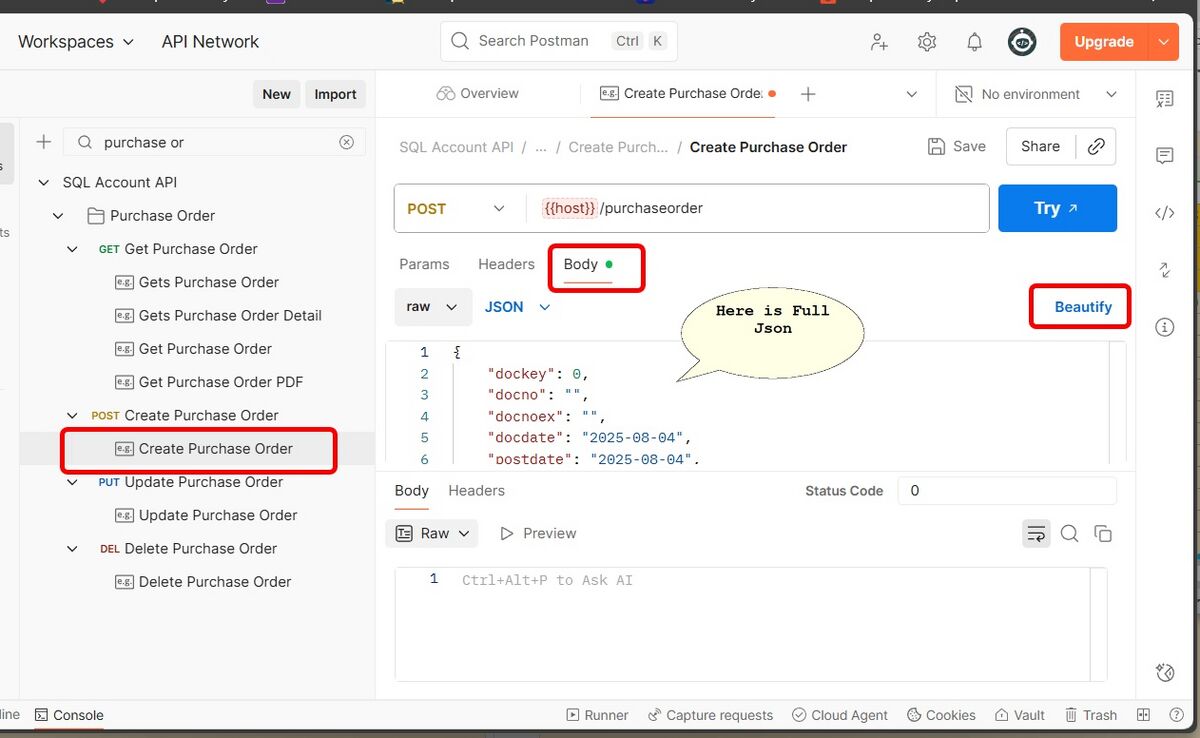 Workspaces
API Network
Search Postman
Ctrl K
Upgrade
New
Import
Overview
e.g. Create Purchase Orde
No environment
purchase or
SQL Account API / ... / Create Purch... / Create Purchase Order
Save
Share
SQL Account API
Purchase Order
GET Get Purchase Order
e.g. Gets Purchase Order
e.g. Gets Purchase Order Detail
e.g. Get Purchase Order
e.g. Get Purchase Order PDF
POST Create Purchase Order
e.g. Create Purchase Order
PUT Update Purchase Order
e.g. Update Purchase Order
DEL Delete Purchase Order
e.g. Delete Purchase Order
POST
{{host}}/purchaseorder
Try
Params
Headers
Body
raw
JSON
Beautify
Here is Full
Json
1 {
2 "dockey": 0,
3 "docno": "",
4 "docnoex": "",
5 "docdate": "2025-08-04",
6 "postdate": "2025-08-04",
Body
Headers
Status Code
0
Raw
Preview
1 Ctrl+Alt+P to Ask AI
line
Console
Runner
Capture requests
Cloud Agent
Cookies
Vault
Trash